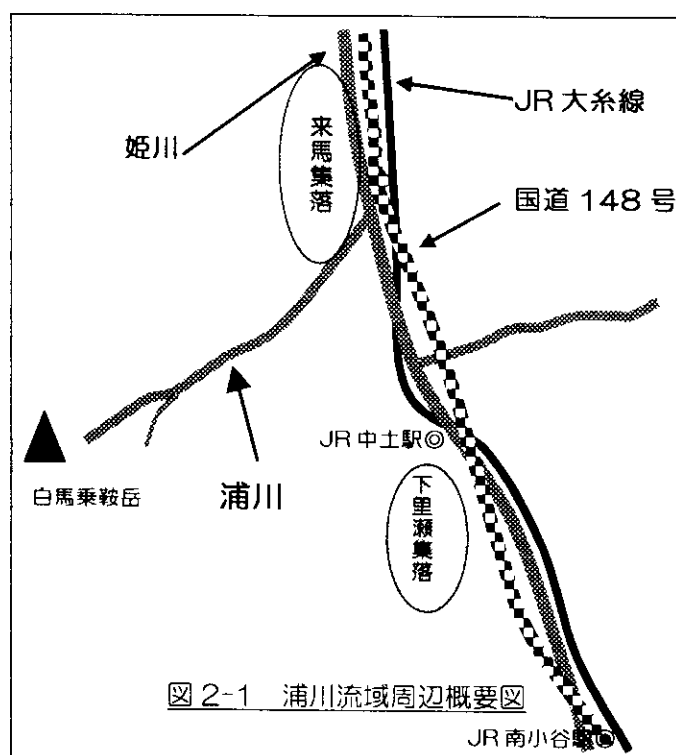 JR 大糸線
姫川
来馬集落
国道 148 号
JR 中土駅◎
白馬乗鞍岳
浦川
下里瀬集落
図 2-1 浦川流域周辺概要図
JR 南小谷駅◎